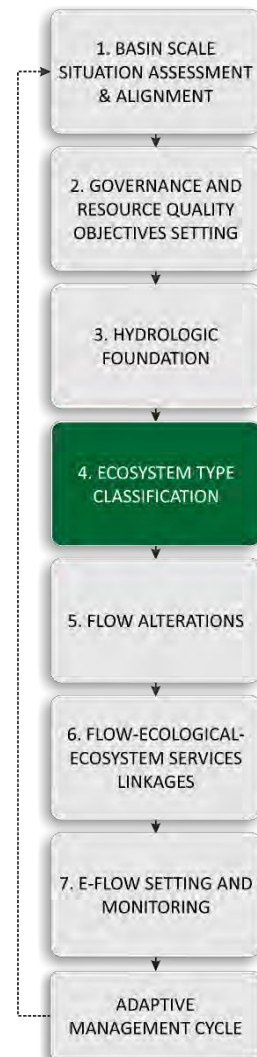 1. BASIN SCALE
SITUATION ASSESSMENT
& ALIGNMENT
2. GOVERNANCE AND
RESOURCE QUALITY
OBJECTIVES SETTING
3. HYDROLOGIC
FOUNDATION
4. ECOSYSTEM TYPE
CLASSIFICATION
5. FLOW ALTERATIONS
6. FLOW-ECOLOGICAL-
ECOSYSTEM SERVICES
LINKAGES
7. E-FLOW SETTING AND
MONITORING
ADAPTIVE
MANAGEMENT CYCLE